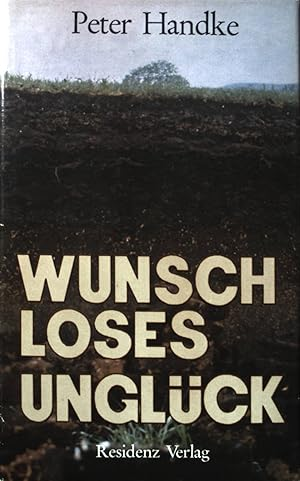 Peter Handke
WUNSCH
LOSES
UNGLüCK
Residenz Verlag